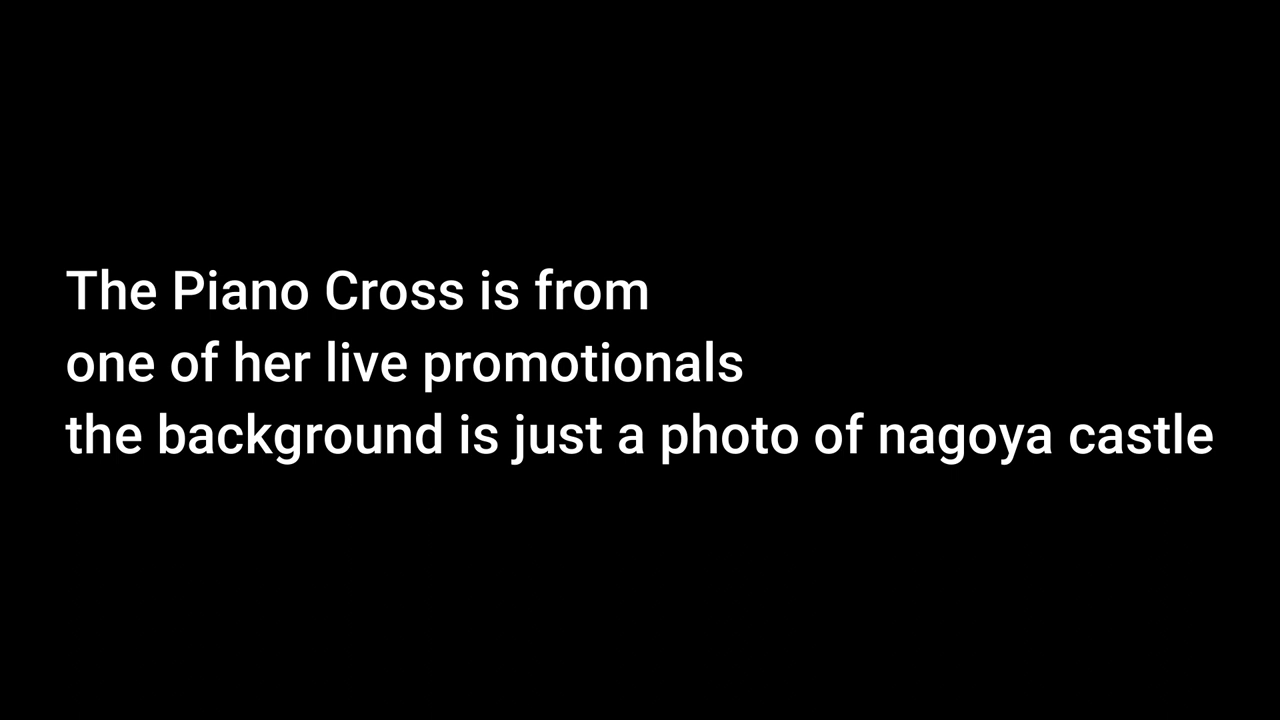 The Piano Cross is from
one of her live promotionals
the background is just a photo of nagoya castle